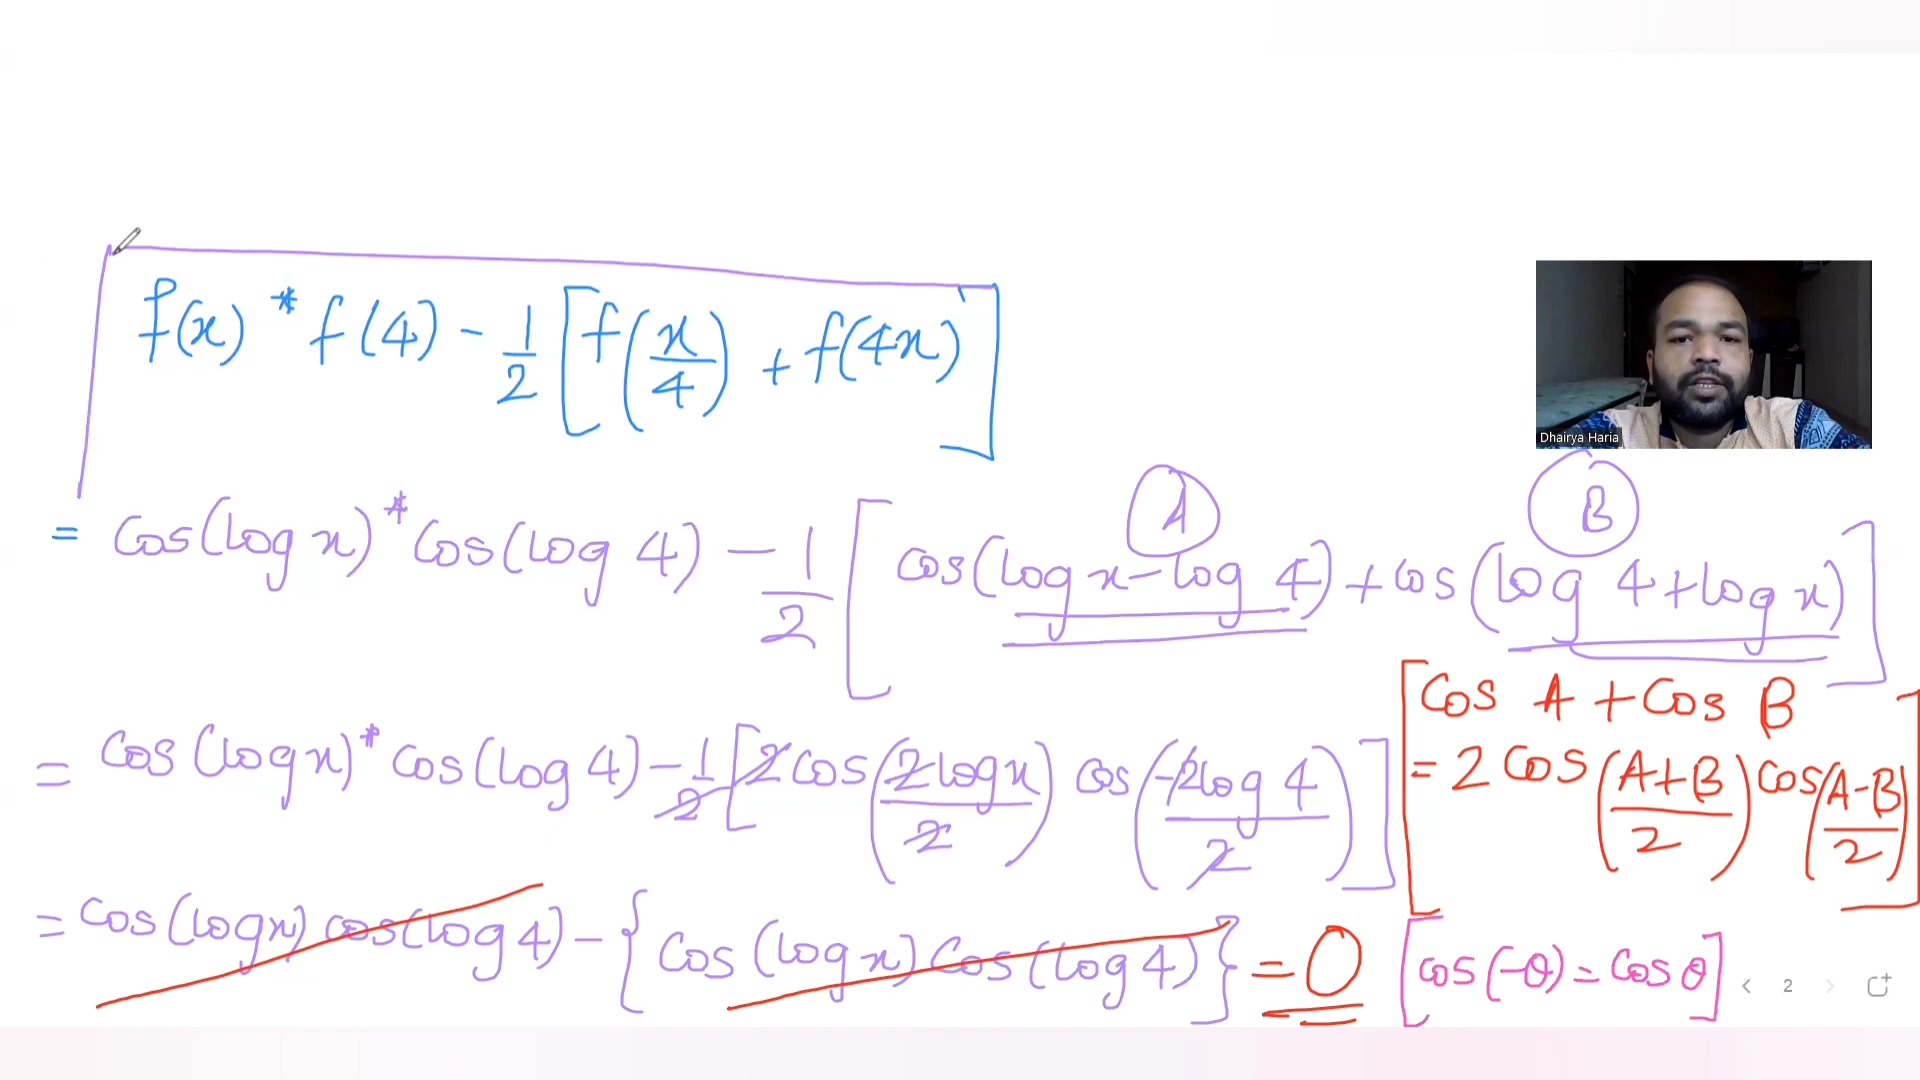 f(x) * f(4) - 1/2 [f(x/4) + f(4x)]
Dhairya Haria
A B
= cos(log x) * cos(log 4) - 1/2 [cos(log x - log 4) + cos(log 4 + log x)]
[cos A + cos B
= 2 cos (A+B/2) cos (A-B/2)]
= cos(log x) * cos(log 4) - 1/2 [2 cos(2 log x/2) cos(-2 log 4/2)]
= cos(log x) cos(log 4) - {cos(log x) cos(log 4)} = 0 [cos(-θ) = cos θ]
2